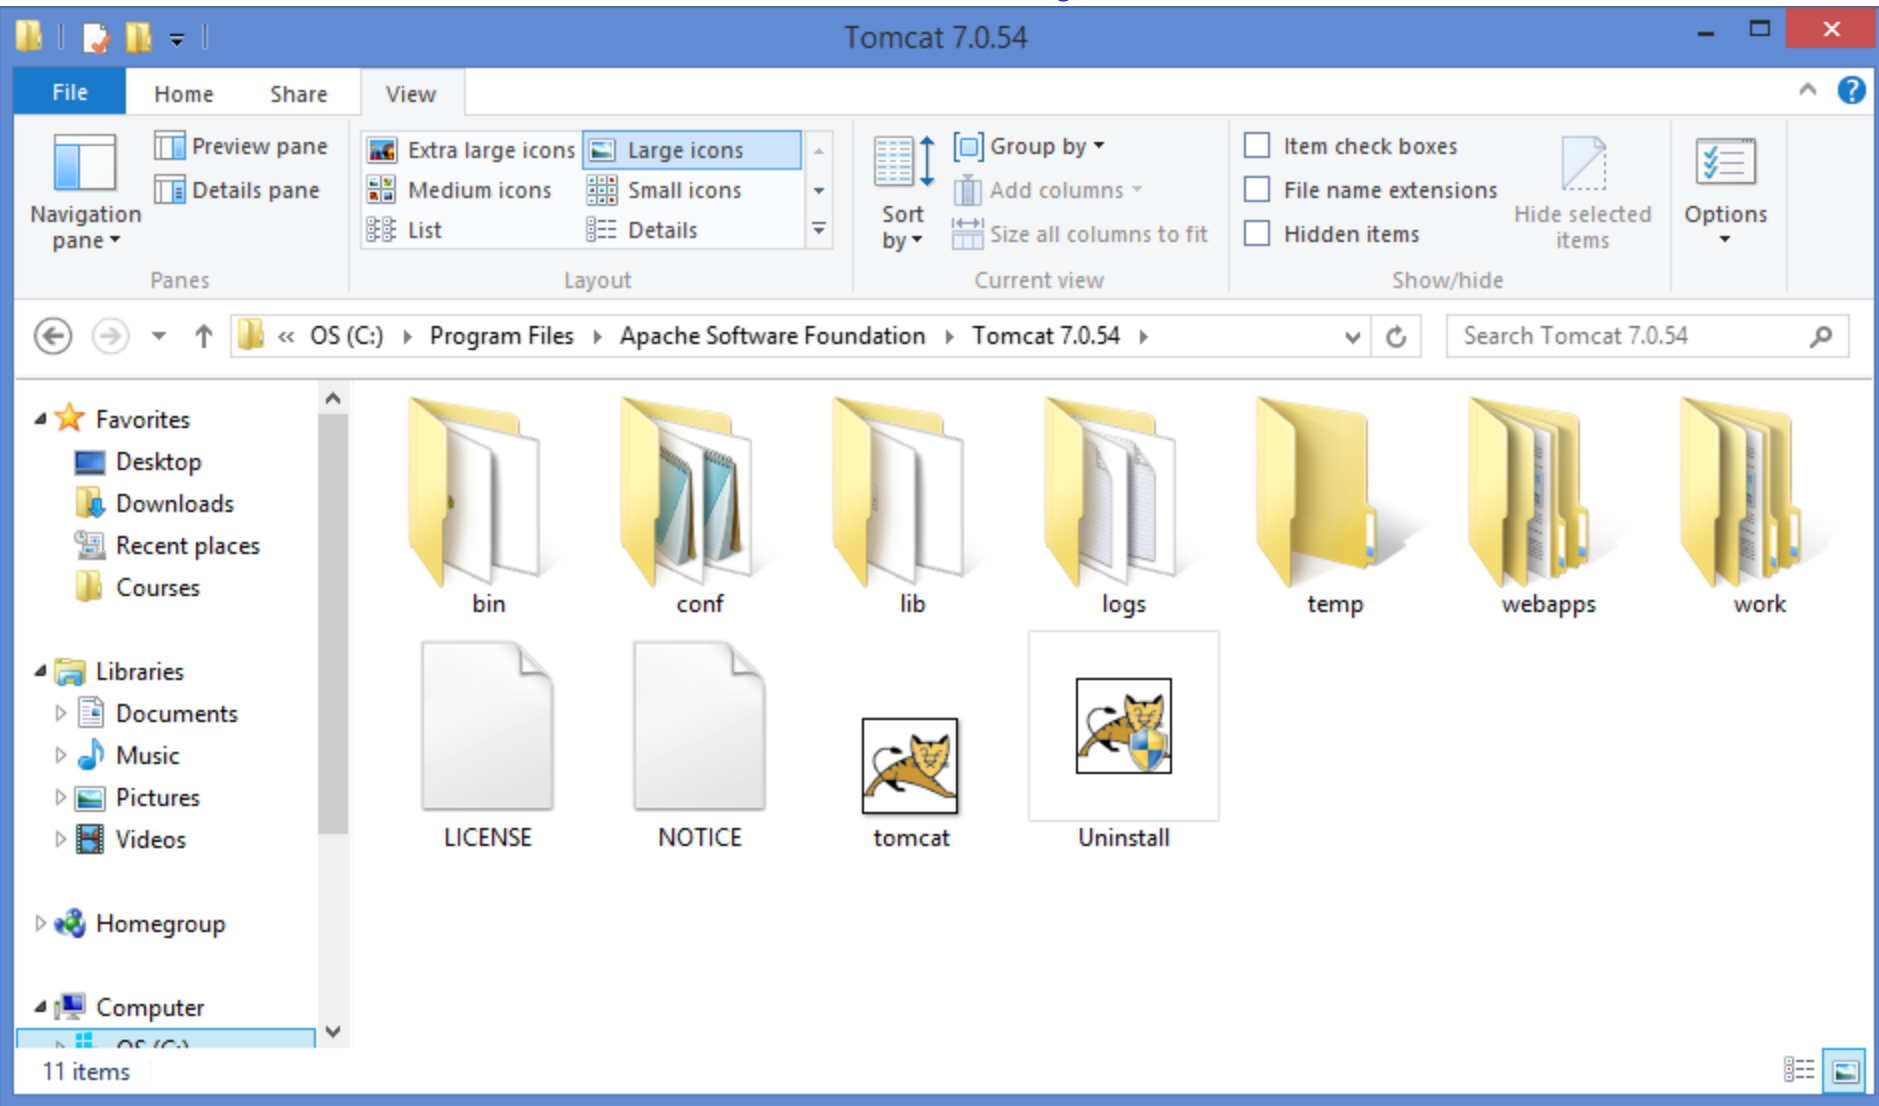 Tomcat 7.0.54
File Home Share View
Navigation pane
Preview pane
Details pane
Panes
Extra large icons Large icons
Medium icons Small icons
List Details
Layout
Sort by
Group by
Add columns
Size all columns to fit
Current view
Item check boxes
File name extensions
Hidden items
Hide selected items
Show/hide
Options
« OS (C:) Program Files Apache Software Foundation Tomcat 7.0.54
Search Tomcat 7.0.54
Favorites
Desktop
Downloads
Recent places
Courses
Libraries
Documents
Music
Pictures
Videos
Homegroup
Computer
OS (C:)
bin conf lib logs temp webapps work
LICENSE NOTICE tomcat Uninstall
11 items